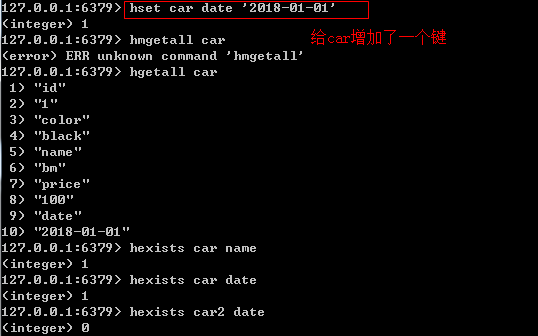 127.0.0.1:6379> hset car date '2018-01-01'
(integer) 1
127.0.0.1:6379> hmgetall car
给car增加了一个键
(error) ERR unknown command 'hmgetall'
127.0.0.1:6379> hgetall car
1) "id"
2) "1"
3) "color"
4) "black"
5) "name"
6) "bm"
7) "price"
8) "100"
9) "date"
10) "2018-01-01"
127.0.0.1:6379> hexists car name
(integer) 1
127.0.0.1:6379> hexists car date
(integer) 1
127.0.0.1:6379> hexists car2 date
(integer) 0